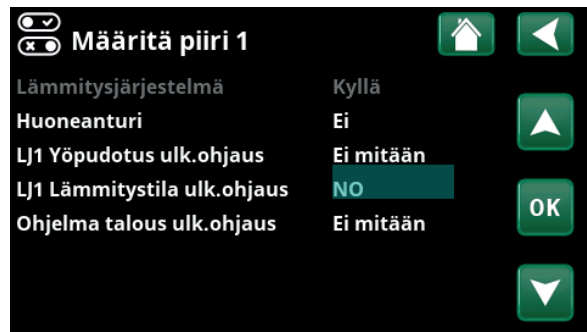 Määritä piiri 1
Lämmitysjärjestelmä Kyllä
Huoneanturi Ei
LJ1 Yöpudotus ulk.ohjaus Ei mitään
LJ1 Lämmitystila ulk.ohjaus NO
OK
Ohjelma talous ulk.ohjaus Ei mitään